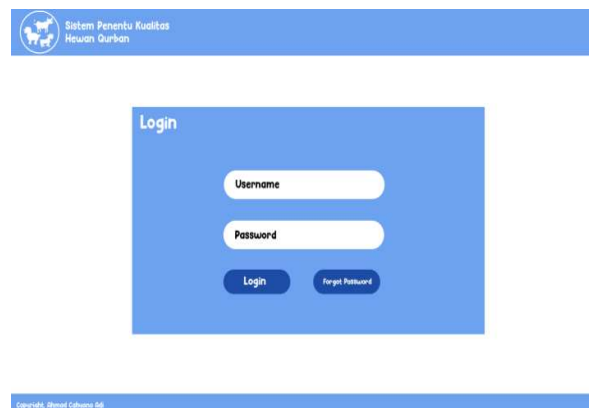 Sistem Penentu Kualitas
Hewan Qurban
Login
Username
Password
Login
Forgot Password
Copyright. Ahmad Cahyono Adi